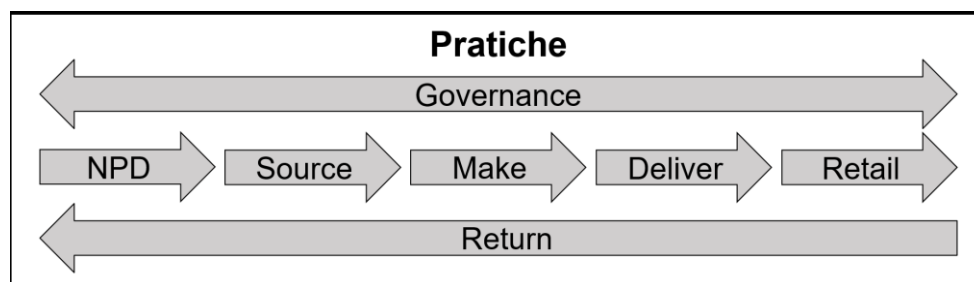 Pratiche
Governance
NPD Source Make Deliver Retail
Return